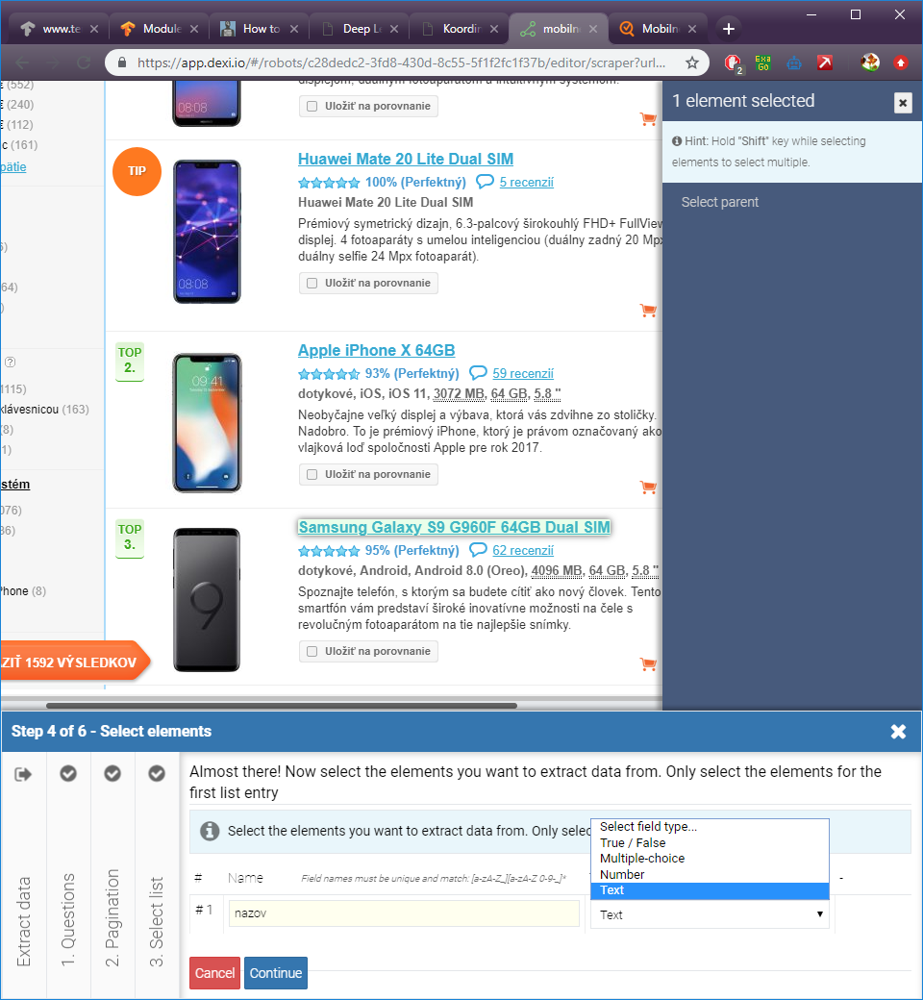 www.te
Module
How to
Deep Le
Koordin
mobiln
Mobiln
https://app.dexi.io/#/robots/c28dedc2-3fd8-430d-8c55-5f1f2fc1f37b/editor/scraper?url...
2
Exa
Go
(552)
€ (240)
€ (112)
c (161)
pätie
5)
64)
)
?
1115)
klávesnicou (163)
(8)
1)
stém
076)
86)
Phone (8)
ZIŤ 1592 VÝSLEDKOV
displejom, duálnym fotoaparátom a intuitívnym systémom.
08:08
Uložiť na porovnanie
TIP
08:08
Huawei Mate 20 Lite Dual SIM
100% (Perfektný) 5 recenzií
Huawei Mate 20 Lite Dual SIM
Prémiový symetrický dizajn, 6.3-palcový širokouhlý FHD+ FullView
displej. 4 fotoaparáty s umelou inteligenciou (duálny zadný 20 Mpx
duálny selfie 24 Mpx fotoaparát).
Uložiť na porovnanie
TOP
2.
09:41
Apple iPhone X 64GB
93% (Perfektný) 59 recenzií
dotykové, iOS, iOS 11, 3072 MB, 64 GB, 5.8 "
Neobyčajne veľký displej a výbava, ktorá vás zdvihne zo stoličky.
Nadobro. To je prémiový iPhone, ktorý je právom označovaný ako
vlajková loď spoločnosti Apple pre rok 2017.
Uložiť na porovnanie
TOP
3.
9
Samsung Galaxy S9 G960F 64GB Dual SIM
95% (Perfektný) 62 recenzií
dotykové, Android, Android 8.0 (Oreo), 4096 MB, 64 GB, 5.8 "
Spoznajte telefón, s ktorým sa budete cítiť ako nový človek. Tento
smartfón vám predstaví široké inovatívne možnosti na čele s
revolučným fotoaparátom na tie najlepšie snímky.
Uložiť na porovnanie
1 element selected
Hint: Hold "Shift" key while selecting
elements to select multiple.
Select parent
Step 4 of 6 - Select elements
Extract data
1. Questions
2. Pagination
3. Select list
Almost there! Now select the elements you want to extract data from. Only select the elements for the
first list entry
Select the elements you want to extract data from. Only selec
Select field type...
True / False
Multiple-choice
Number
Text
# Name Field names must be unique and match: [a-zA-Z_][a-zA-Z 0-9-_]* -
# 1 nazov Text
Cancel Continue